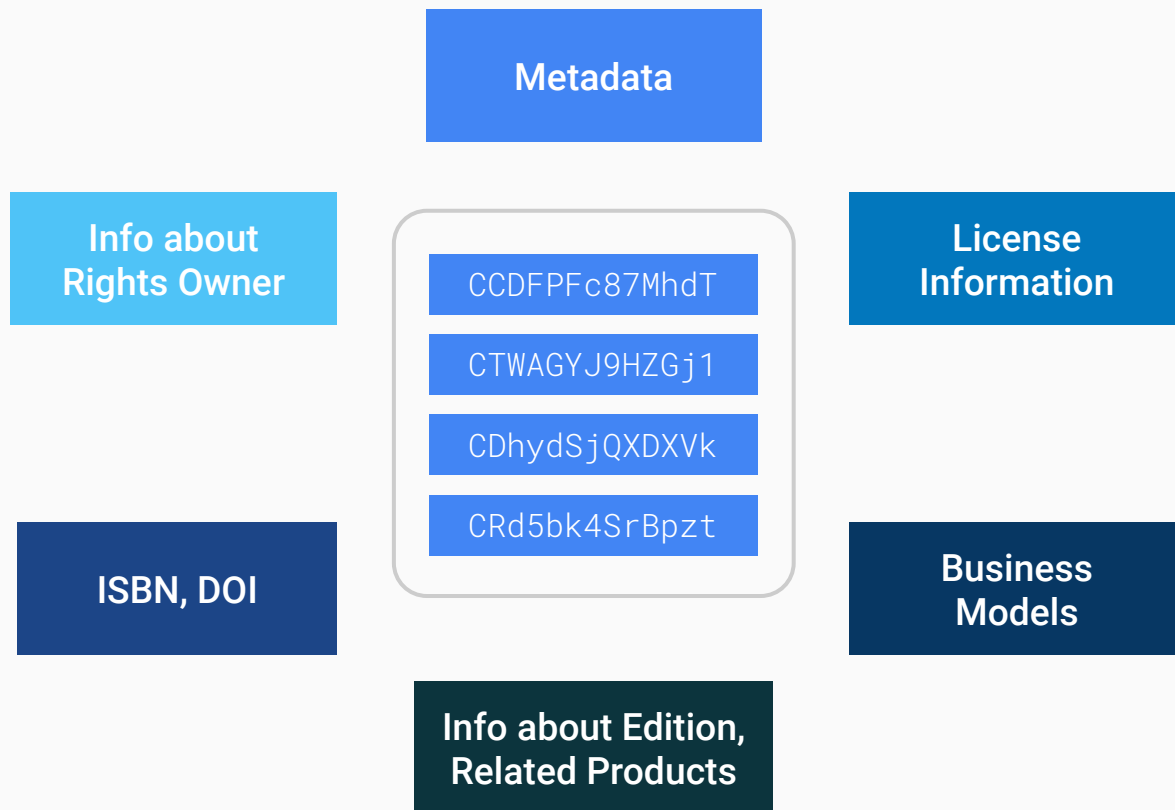 Metadata
Info about
Rights Owner
License
Information
CCDFPFc87MhdT
CTWAGYJ9HZGj1
CDhydSjQXDXVk
CRd5bk4SrBpzt
ISBN, DOI
Business
Models
Info about Edition,
Related Products